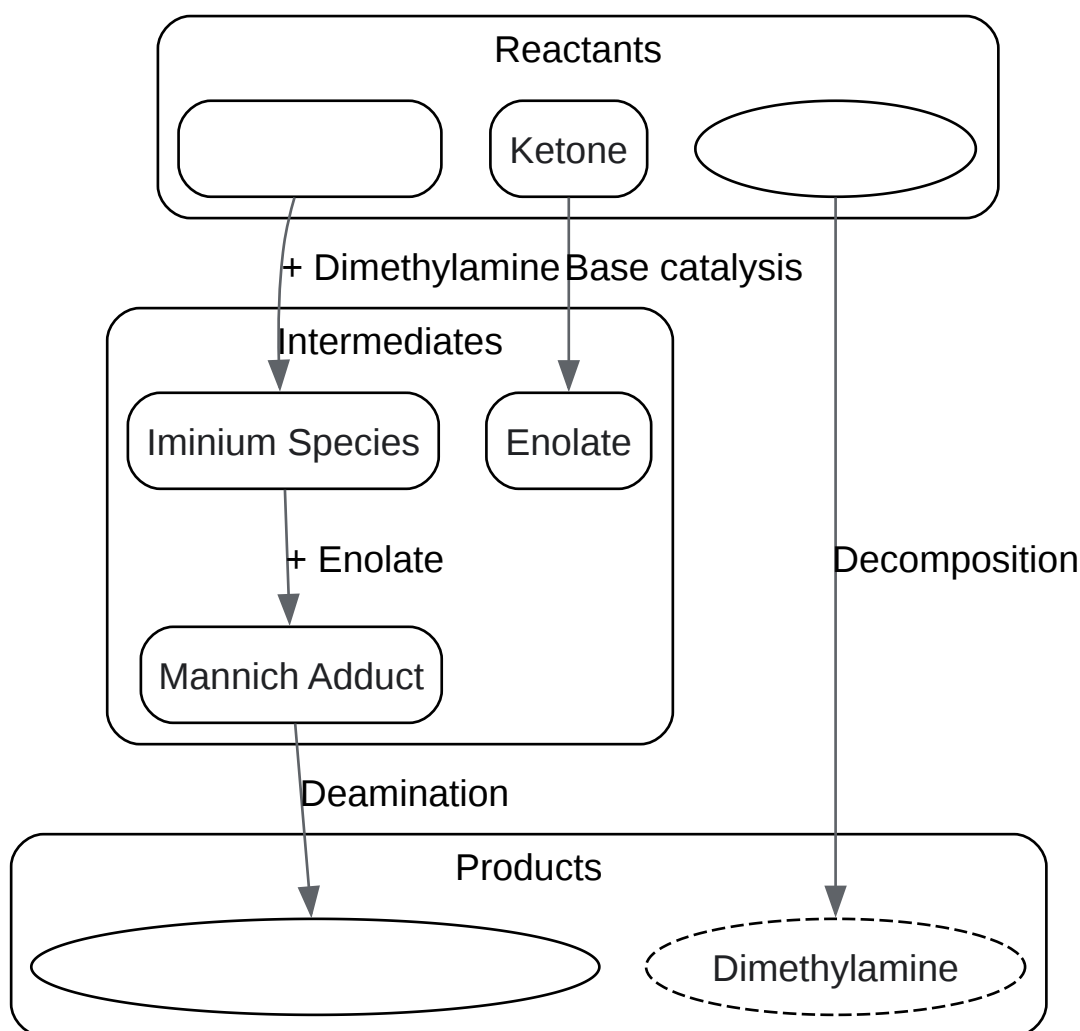 Reactants
Ketone
+ Dimethylamine
Base catalysis
Intermediates
Iminium Species
Enolate
+ Enolate
Decomposition
Mannich Adduct
Deamination
Products
Dimethylamine